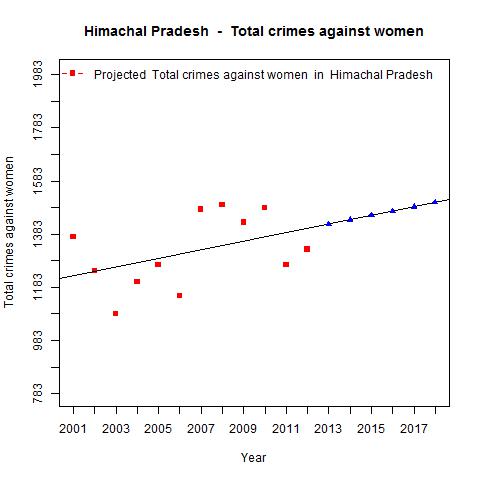 Himachal Pradesh - Total crimes against women
Projected Total crimes against women in Himachal Pradesh
Total crimes against women
1983
1783
1583
1383
1183
983
783
2001 2003 2005 2007 2009 2011 2013 2015 2017
Year